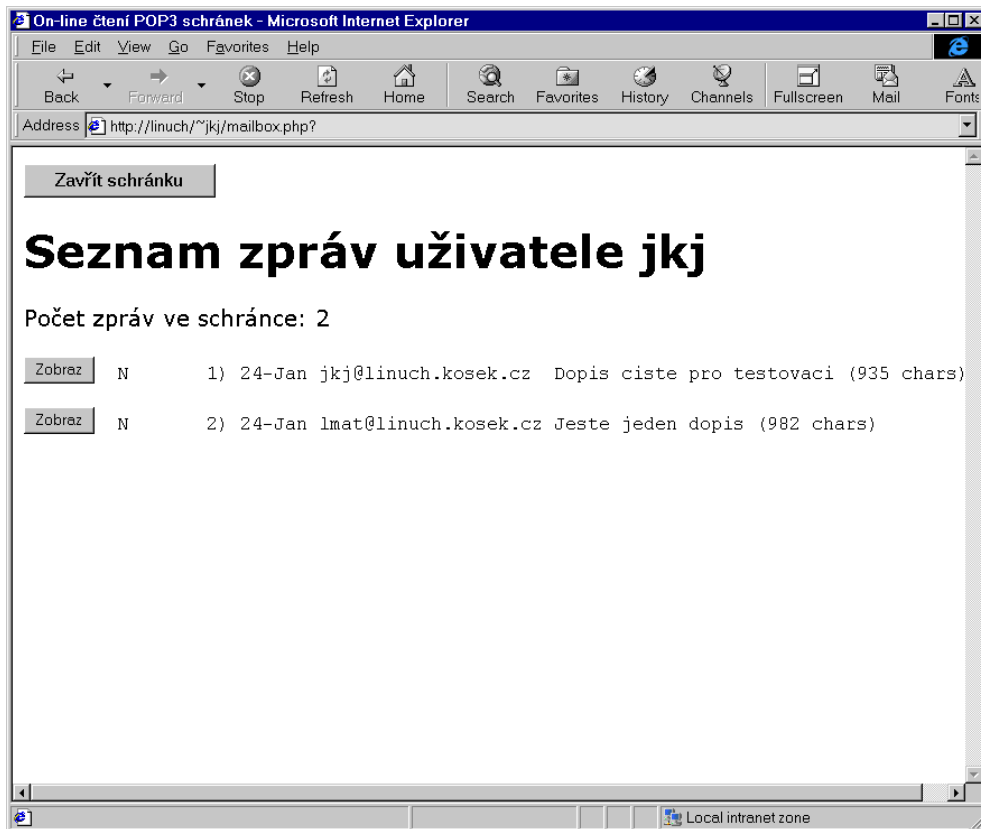 On-line čtení POP3 schránek - Microsoft Internet Explorer
File Edit View Go Favorites Help
Back Forward Stop Refresh Home Search Favorites History Channels Fullscreen Mail Fonts
Address http://linuch/~jkj/mailbox.php?
Zavřít schránku
Seznam zpráv uživatele jkj
Počet zpráv ve schránce: 2
Zobraz N 1) 24-Jan jkj@linuch.kosek.cz Dopis ciste pro testovaci (935 chars)
Zobraz N 2) 24-Jan lmat@linuch.kosek.cz Jeste jeden dopis (982 chars)
Local intranet zone